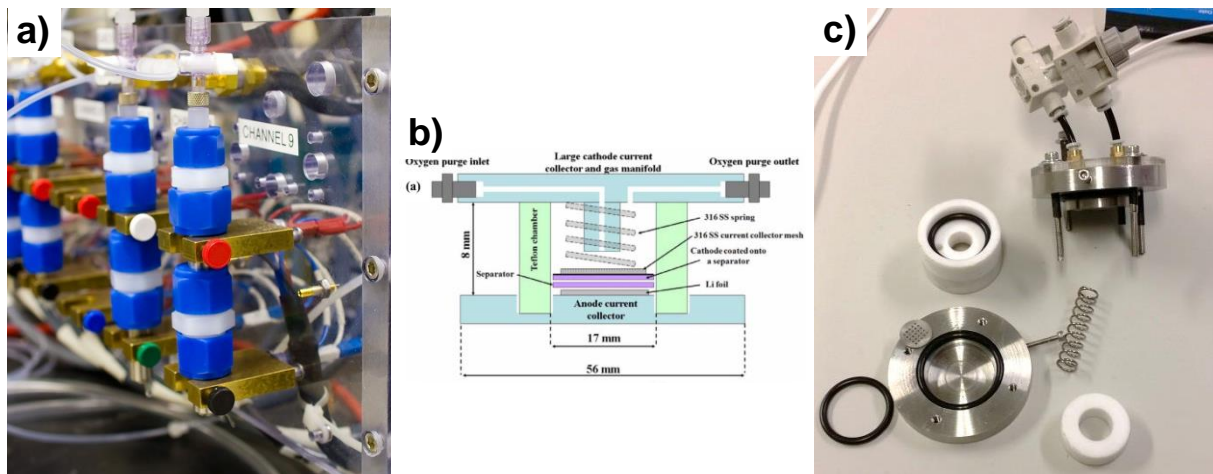 a)
CHANNEL 9
b)
Oxygen purge inlet
Large cathode current
collector and gas manifold
Oxygen purge outlet
(a)
316 SS spring
316 SS current collector mesh
Cathode coated onto
a separator
Teflon chamber
8 mm
Separator
Li foil
Anode current
collector
17 mm
56 mm
c)